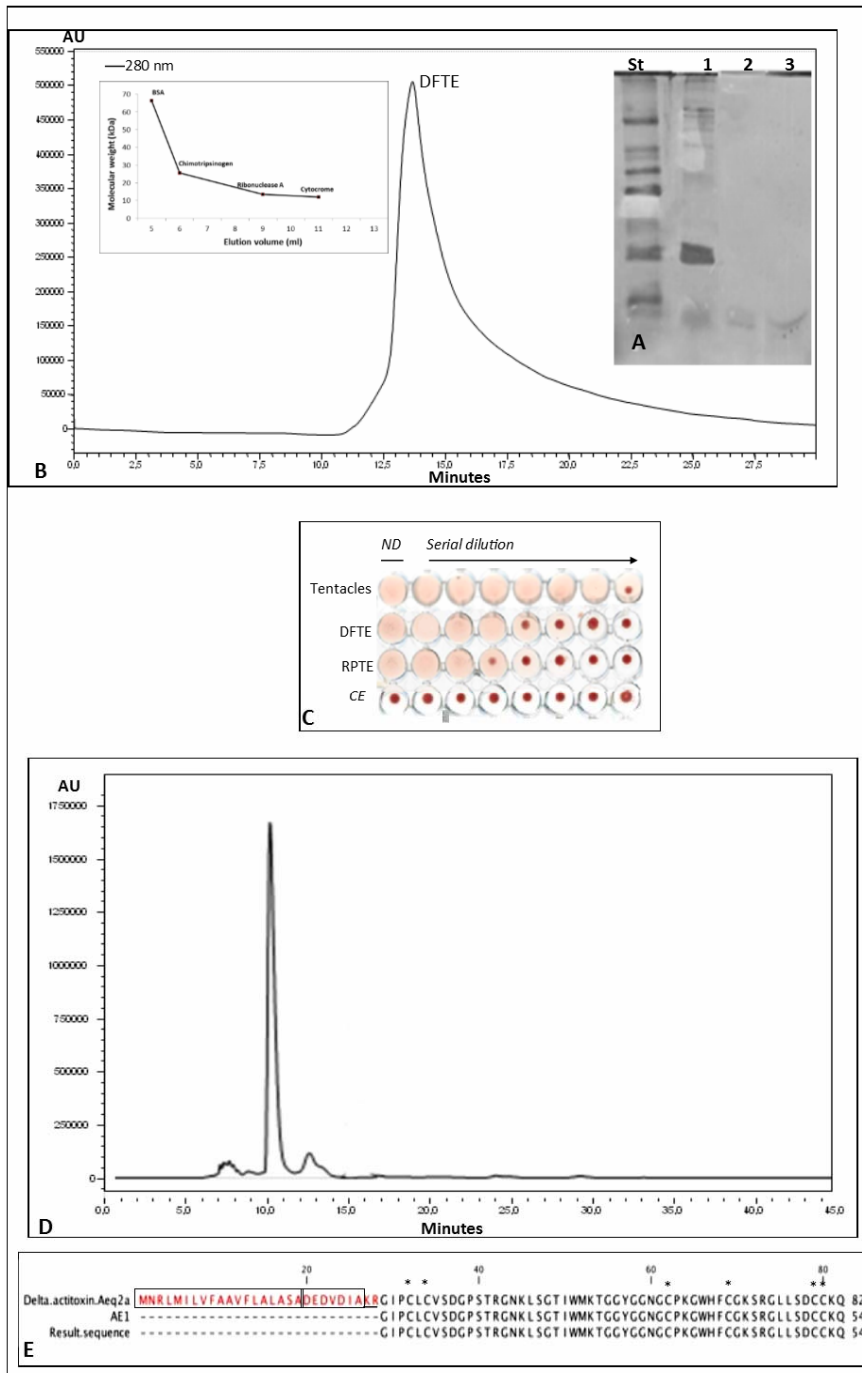 AU
550000
500000
450000
400000
350000
300000
250000
200000
150000
100000
50000
0
280 nm
DFTE
Molecular weight (kDa)
70
60
50
40
30
20
10
0
BSA
Chimotripsinogen
Ribonuclease A
Cytocrome
5 6 7 8 9 10 11 12 13
Elution volume (ml)
St 1 2 3
A
0,0 2,5 5,0 7,5 10,0 12,5 15,0 17,5 20,0 22,5 25,0 27,5
Minutes
B
ND Serial dilution
Tentacles
DFTE
RPTE
CE
C
AU
1750000
1500000
1250000
1000000
750000
500000
250000
0
0,0 5,0 10,0 15,0 20,0 25,0 30,0 35,0 40,0 45,0
Minutes
D
20 40 60 80
* * * * * *
Delta.actitoxin.Aeq2a MNRLMILVFAAVFLALASADEDVDIAKRGIPCLCVSDGPSTRGNKLSGTIWMKTGGYGGNGCPKGWHFCGKSRGLLSDCCKQ 82
AE1 ----------------------------GIPCLCVSDGPSTRGNKLSGTIWMKTGGYGGNGCPKGWHFCGKSRGLLSDCCKQ 54
Result.sequence ----------------------------GIPCLCVSDGPSTRGNKLSGTIWMKTGGYGGNGCPKGWHFCGKSRGLLSDCCKQ 54
E